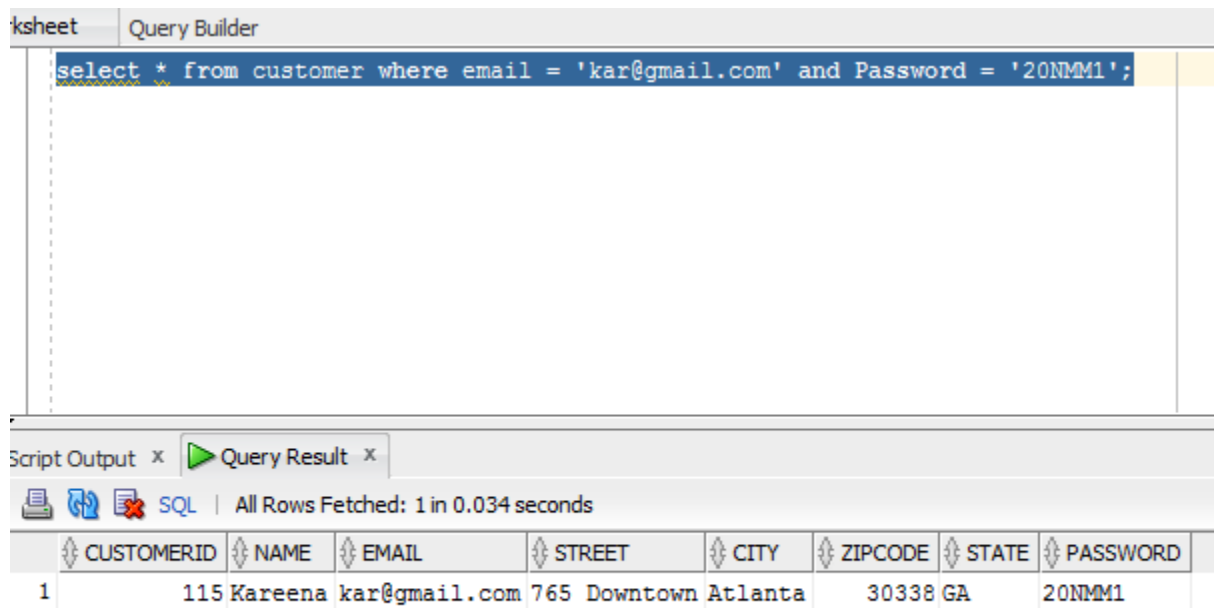 rksheet Query Builder
select * from customer where email = 'kar@gmail.com' and Password = '20NMM1';
Script Output x Query Result x
SQL | All Rows Fetched: 1 in 0.034 seconds
CUSTOMERID NAME EMAIL STREET CITY ZIPCODE STATE PASSWORD
1 115 Kareena kar@gmail.com 765 Downtown Atlanta 30338 GA 20NMM1